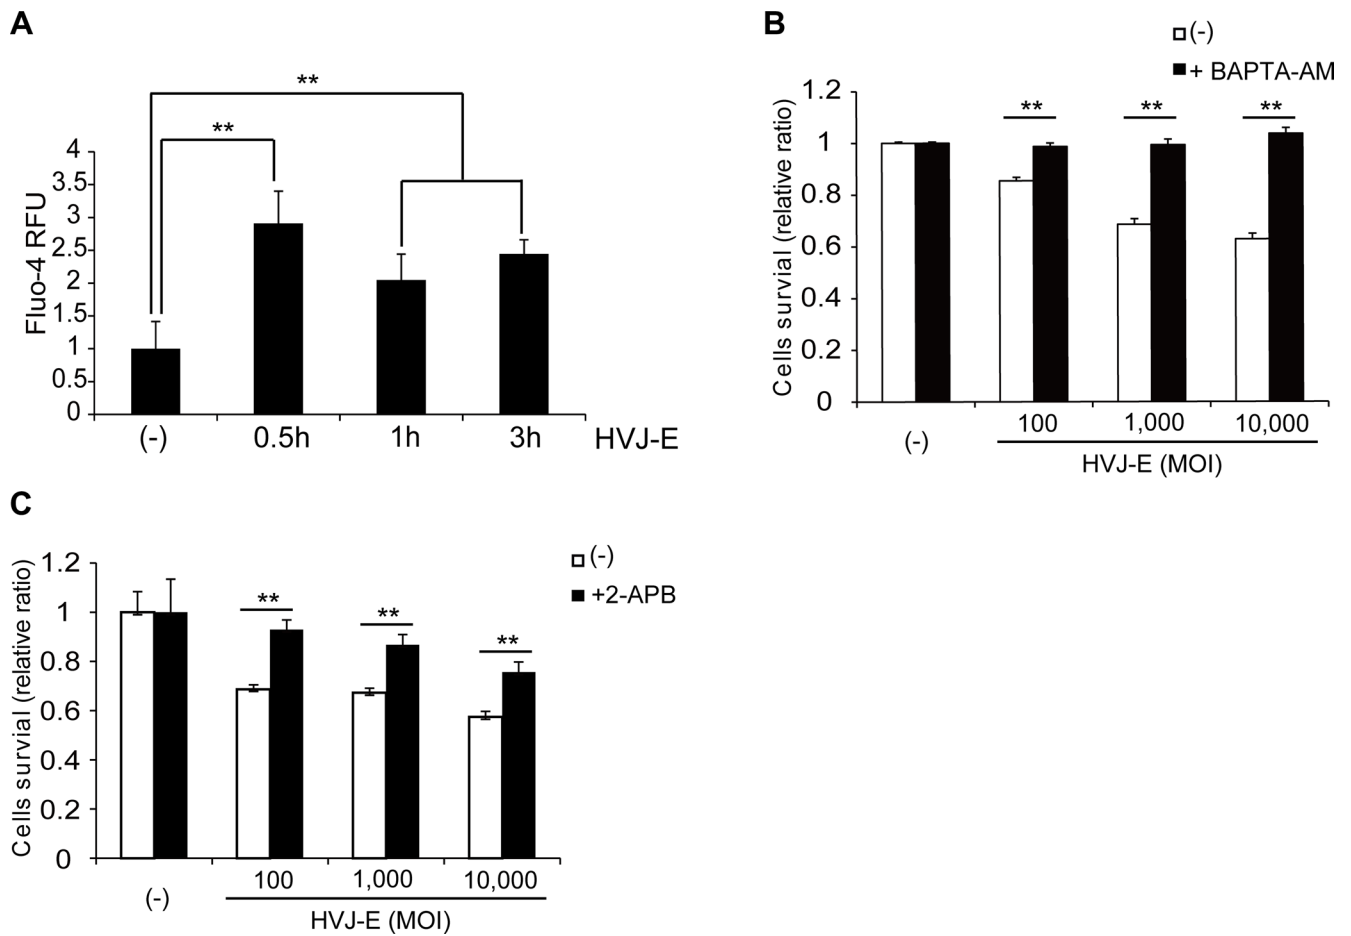 A
**
**
4
3.5
3
2.5
2
1.5
1
0.5
0
Fluo-4 RFU
(-) 0.5h 1h 3h HVJ-E
B
(-)
+ BAPTA-AM
** ** **
1.2
1
0.8
0.6
0.4
0.2
0
Cells survial (relative ratio)
(-) 100 1,000 10,000
HVJ-E (MOI)
C
(-)
+2-APB
** ** **
1.2
1
0.8
0.6
0.4
0.2
0
Cells survial (relative ratio)
(-) 100 1,000 10,000
HVJ-E (MOI)